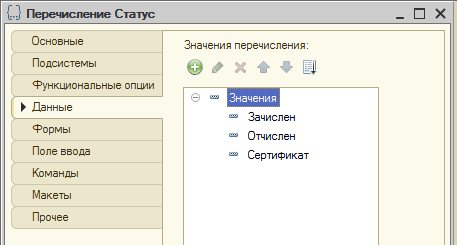 Перечисление Статус
Основные
Подсистемы
Функциональные опции
Данные
Формы
Поле ввода
Команды
Макеты
Прочее
Значения перечисления:
Значения
Зачислен
Отчислен
Сертификат